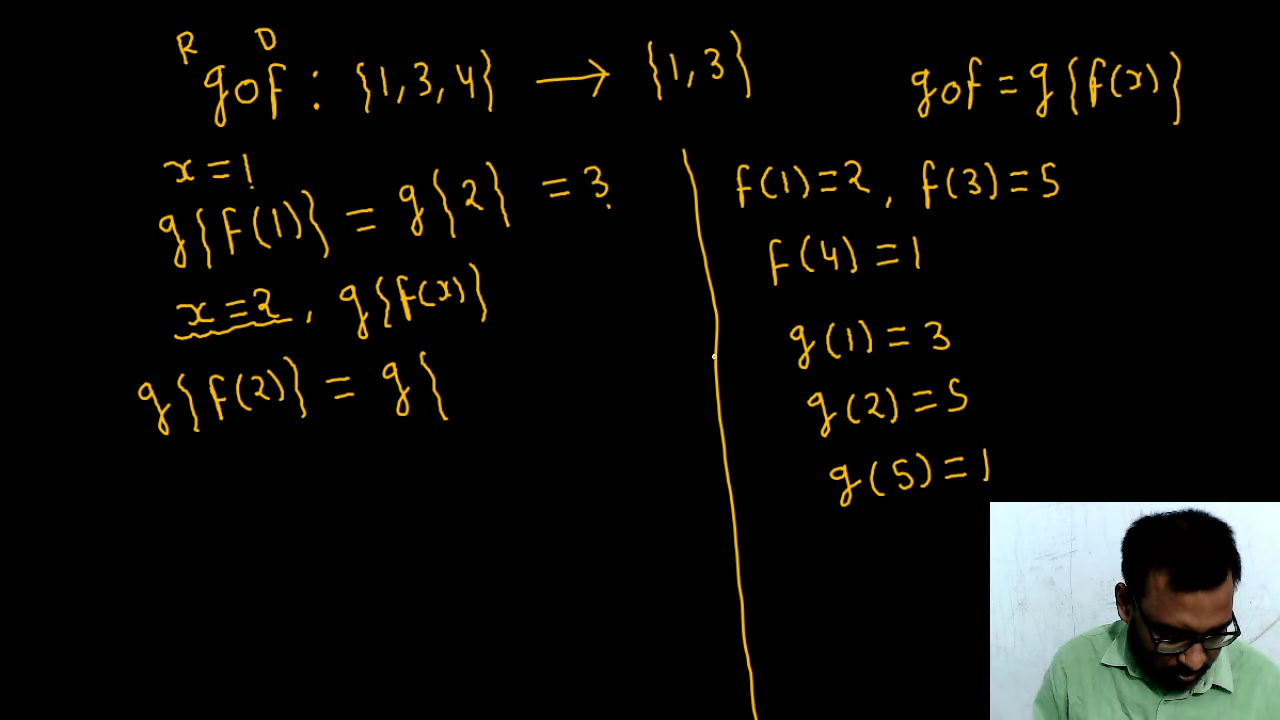 R D
gof : {1,3,4} → {1,3}
gof = g{f(x)}
x = 1
g{f(1)} = g{2} = 3
x = 2, g{f(x)}
g{f(2)} = g{
f(1) = 2, f(3) = 5
f(4) = 1
g(1) = 3
g(2) = 5
g(5) = 1